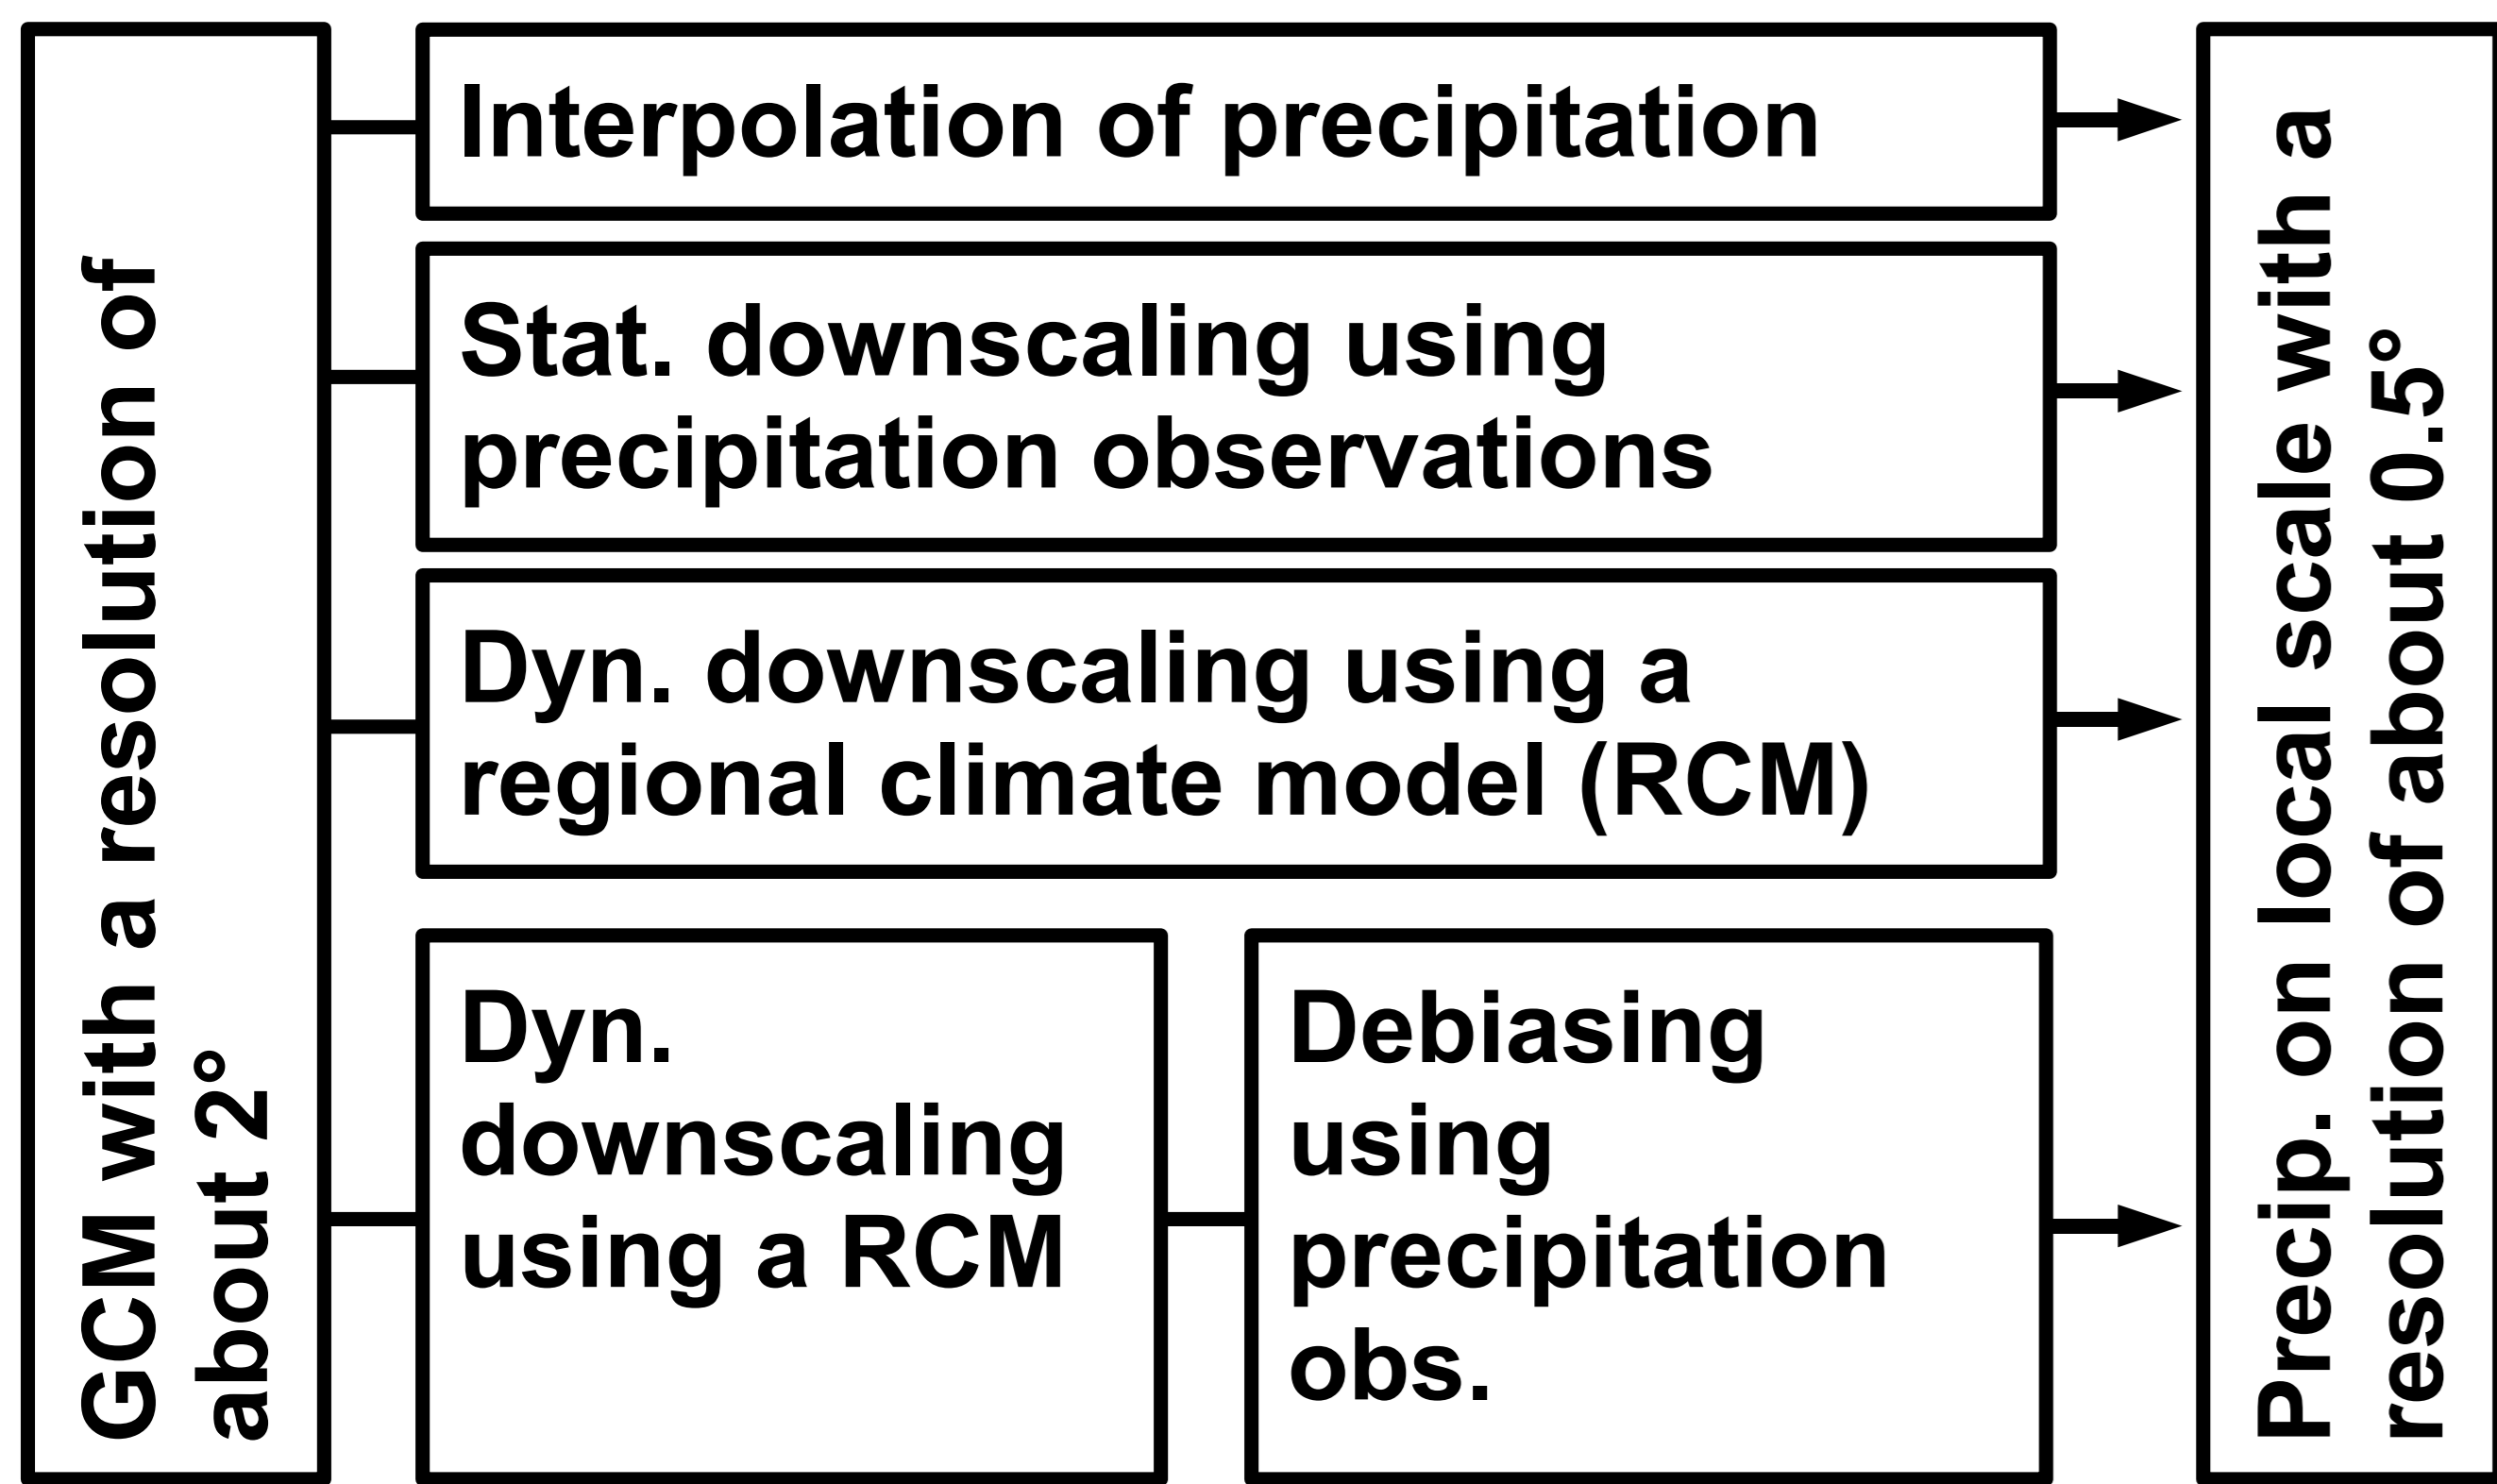 GCM with a resolution of
about 2°
Interpolation of precipitation
Stat. downscaling using
precipitation observations
Dyn. downscaling using a
regional climate model (RCM)
Dyn.
downscaling
using a RCM
Debiasing
using
precipitation
obs.
Precip. on local scale with a
resolution of about 0.5°